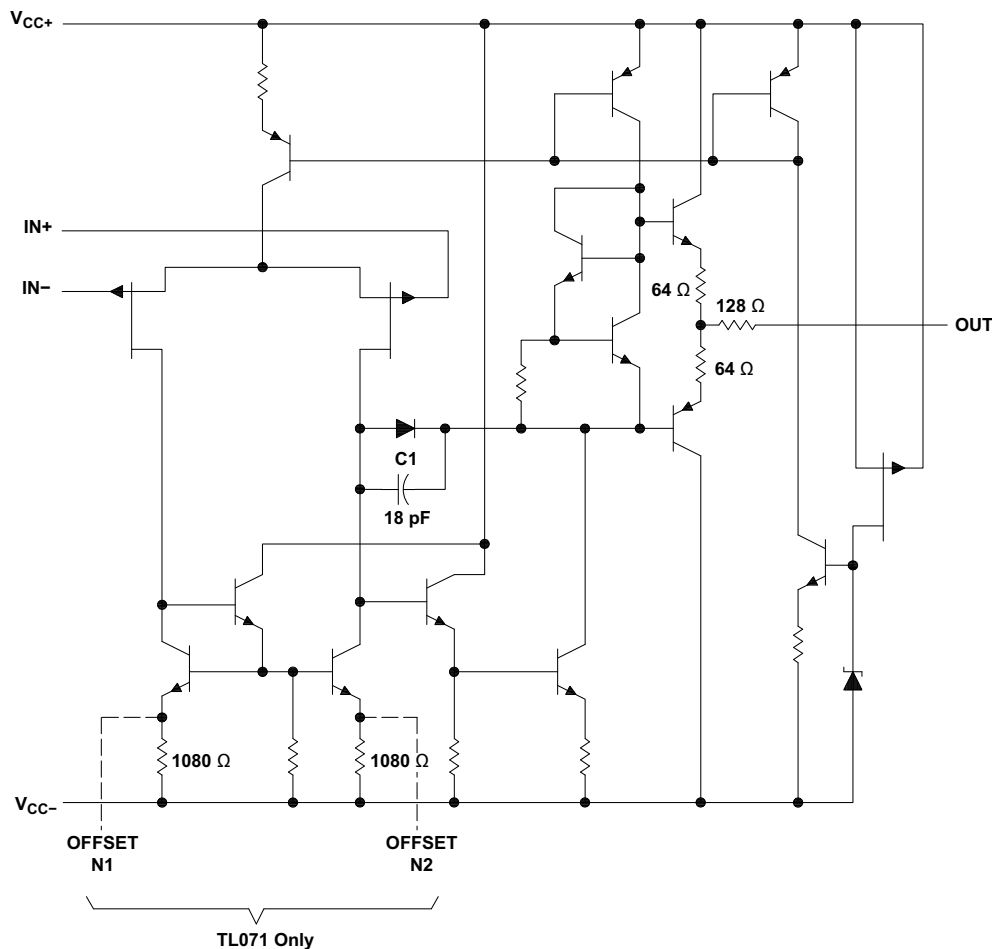 VCC+
IN+
IN−
64 Ω
128 Ω
OUT
64 Ω
C1
18 pF
1080 Ω
1080 Ω
VCC−
OFFSET
N1
OFFSET
N2
TL071 Only